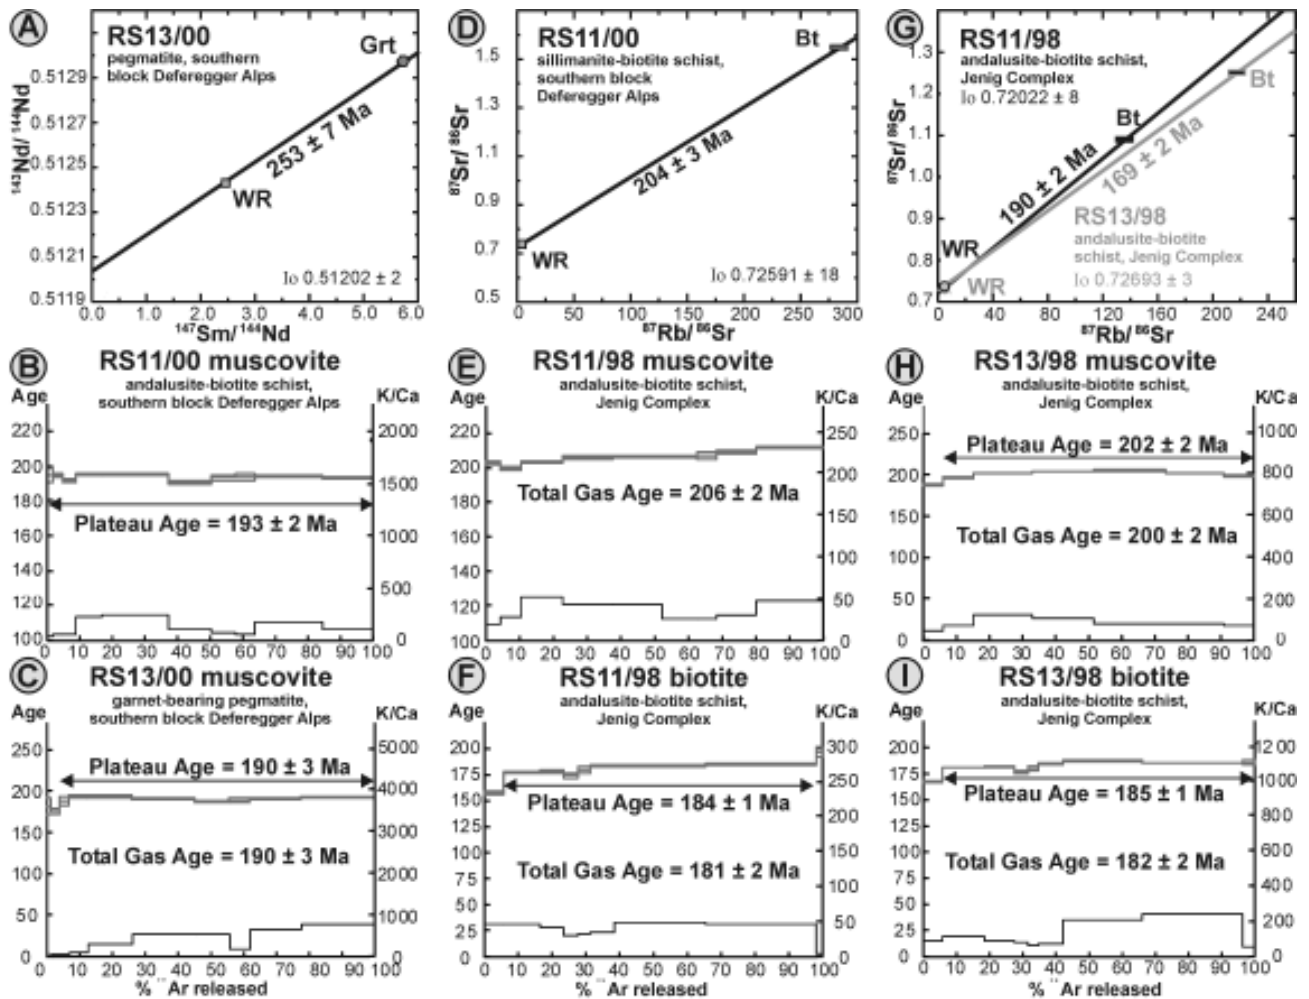 A
RS13/00
pegmatite, southern
block Deferegger Alps
Grt
WR
253 ± 7 Ma
Io 0.51202 ± 2
143Nd/ 144Nd
0.5129
0.5127
0.5125
0.5123
0.5121
0.5119
0.0 1.0 2.0 3.0 4.0 5.0 6.0
147Sm/ 144Nd
D
RS11/00
sillimanite-biotite schist,
southern block
Deferegger Alps
Bt
WR
204 ± 3 Ma
Io 0.72591 ± 18
87Sr/ 86Sr
1.5
1.3
1.1
0.9
0.7
0.5
0 50 100 150 200 250 300
87Rb/ 86Sr
G
RS11/98
andalusite-biotite schist,
Jenig Complex
Io 0.72022 ± 8
Bt
Bt
190 ± 2 Ma
169 ± 2 Ma
RS13/98
andalusite-biotite
schist, Jenig Complex
Io 0.72693 ± 3
WR
WR
87Sr/ 86Sr
1.3
1.2
1.1
1.0
0.9
0.8
0.7
0 40 80 120 160 200 240
87Rb/ 86Sr
B
RS11/00 muscovite
andalusite-biotite schist,
southern block Deferegger Alps
Age
K/Ca
220
200
190
180
160
140
120
100
2000
1500
1000
500
0
Plateau Age = 193 ± 2 Ma
0 10 20 30 40 50 60 70 80 90 100
E
RS11/98 muscovite
andalusite-biotite schist,
Jenig Complex
Age
K/Ca
220
200
180
160
140
120
100
250
200
150
100
50
0
Total Gas Age = 206 ± 2 Ma
0 10 20 30 40 50 60 70 80 90 100
H
RS13/98 muscovite
andalusite-biotite schist,
Jenig Complex
Age
K/Ca
250
200
150
100
50
0
1000
800
600
400
200
0
Plateau Age = 202 ± 2 Ma
Total Gas Age = 200 ± 2 Ma
0 10 20 30 40 50 60 70 80 90 100
C
RS13/00 muscovite
garnet-bearing pegmatite,
southern block Deferegger Alps
Age
K/Ca
250
200
150
100
50
0
5000
4000
3000
2000
1000
0
Plateau Age = 190 ± 3 Ma
Total Gas Age = 190 ± 3 Ma
0 10 20 30 40 50 60 70 80 90 100
% Ar released
F
RS11/98 biotite
andalusite-biotite schist,
Jenig Complex
Age
K/Ca
200
175
150
125
100
75
50
25
0
300
250
200
150
100
50
0
Plateau Age = 184 ± 1 Ma
Total Gas Age = 181 ± 2 Ma
0 10 20 30 40 50 60 70 80 90 100
% Ar released
I
RS13/98 biotite
andalusite-biotite schist,
Jenig Complex
Age
K/Ca
200
175
150
125
100
75
50
25
0
1200
1000
800
600
400
200
0
Plateau Age = 185 ± 1 Ma
Total Gas Age = 182 ± 2 Ma
0 10 20 30 40 50 60 70 80 90 100
% Ar released